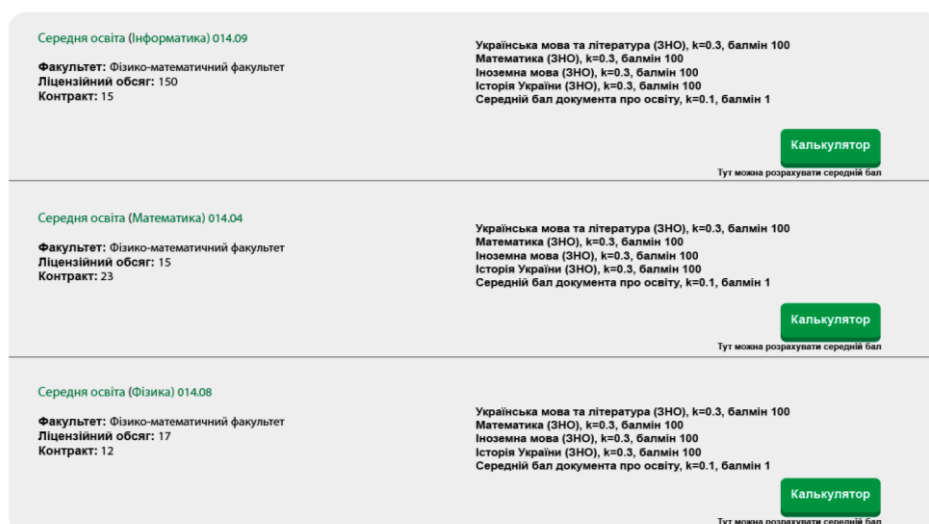 Середня освіта (Інформатика) 014.09
Факультет: Фізико-математичний факультет
Ліцензійний обсяг: 150
Контракт: 15
Українська мова та література (ЗНО), k=0.3, балмін 100
Математика (ЗНО), k=0.3, балмін 100
Іноземна мова (ЗНО), k=0.3, балмін 100
Історія України (ЗНО), k=0.3, балмін 100
Середній бал документа про освіту, k=0.1, балмін 1
Калькулятор
Тут можна розрахувати середній бал
Середня освіта (Математика) 014.04
Факультет: Фізико-математичний факультет
Ліцензійний обсяг: 15
Контракт: 23
Українська мова та література (ЗНО), k=0.3, балмін 100
Математика (ЗНО), k=0.3, балмін 100
Іноземна мова (ЗНО), k=0.3, балмін 100
Історія України (ЗНО), k=0.3, балмін 100
Середній бал документа про освіту, k=0.1, балмін 1
Калькулятор
Тут можна розрахувати середній бал
Середня освіта (Фізика) 014.08
Факультет: Фізико-математичний факультет
Ліцензійний обсяг: 17
Контракт: 12
Українська мова та література (ЗНО), k=0.3, балмін 100
Математика (ЗНО), k=0.3, балмін 100
Іноземна мова (ЗНО), k=0.3, балмін 100
Історія України (ЗНО), k=0.3, балмін 100
Середній бал документа про освіту, k=0.1, балмін 1
Калькулятор
Тут можна розрахувати середній бал